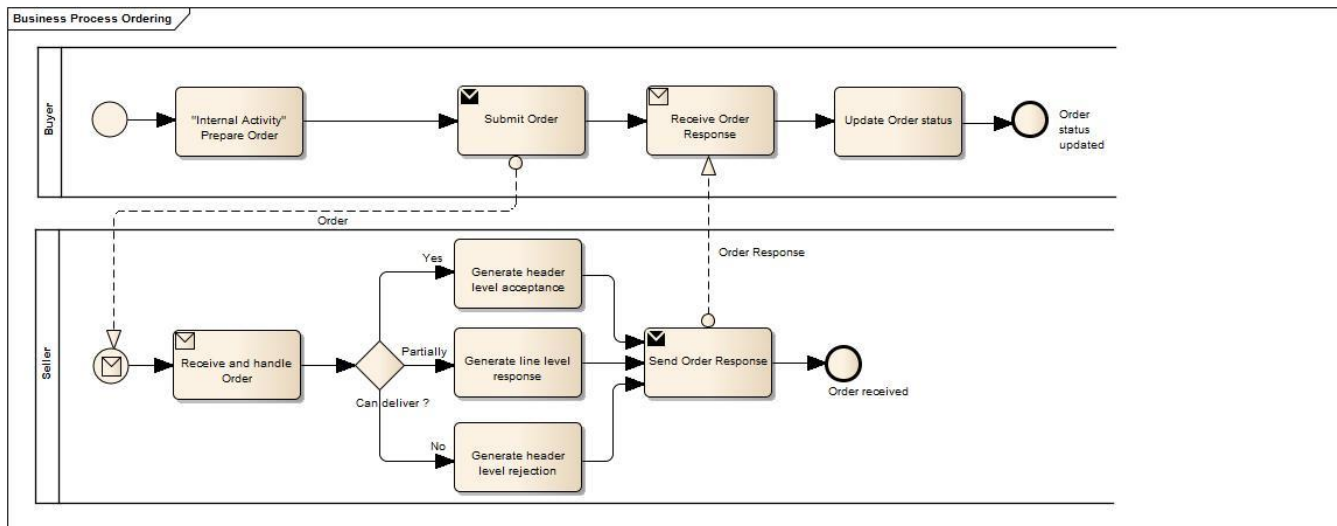 Business Process Ordering
Buyer
"Internal Activity"
Prepare Order
Submit Order
Receive Order
Response
Update Order status
Order
status
updated
Order
Seller
Receive and handle
Order
Can deliver ?
Yes
Partially
No
Generate header
level acceptance
Generate line level
response
Generate header
level rejection
Send Order Response
Order Response
Order received